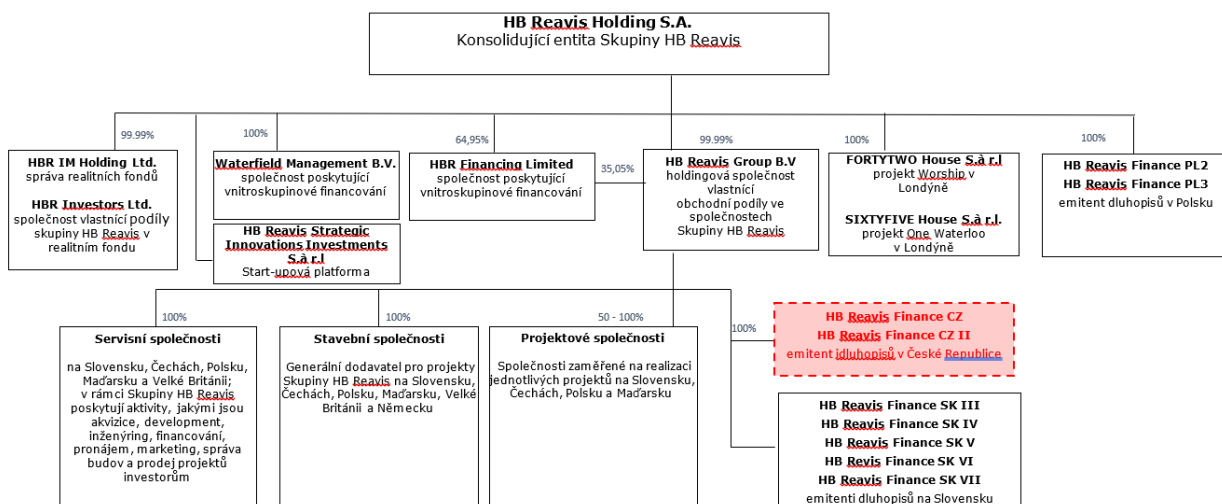 HB Reavis Holding S.A.
Konsolidující entita Skupiny HB Reavis
99.99%
100%
64,95%
99.99%
100%
100%
HBR IM Holding Ltd.
správa realitních fondů
HBR Investors Ltd.
společnost vlastnící podíly
skupiny HB Reavis v
realitním fondu
Waterfield Management B.V.
společnost poskytující
vnitroskupinové financování
HB Reavis Strategic
Innovations Investments
S.à r.l
Start-upová platforma
HBR Financing Limited
společnost poskytující
vnitroskupinové financování
35,05%
HB Reavis Group B.V
holdingová společnost
vlastnící
obchodní podíly ve
společnostech
Skupiny HB Reavis
FORTYTWO House S.à r.l
projekt Worship v
Londýně
SIXTYFIVE House S.à r.l.
projekt One Waterloo
v Londýně
HB Reavis Finance PL2
HB Reavis Finance PL3
emitent dluhopisů v Polsku
100%
100%
50 - 100%
100%
Servisní společnosti
na Slovensku, Čechách, Polsku,
Maďarsku a Velké Británii;
v rámci Skupiny HB Reavis
poskytují aktivity, jakými jsou
akvizice, development,
inženýring, financování,
pronájem, marketing, správa
budov a prodej projektů
investorům
Stavební společnosti
Generální dodavatel pro projekty
Skupiny HB Reavis na Slovensku,
Čechách, Polsku, Maďarsku, Velké
Británii a Německu
Projektové společnosti
Společnosti zaměřené na realizaci
jednotlivých projektů na Slovensku,
Čechách, Polsku a Maďarsku
HB Reavis Finance CZ
HB Reavis Finance CZ II
emitent idluhopisů v České Republice
HB Reavis Finance SK III
HB Reavis Finance SK IV
HB Reavis Finance SK V
HB Revis Finance SK VI
HB Reavis Finance SK VII
emitenti dluhopisů na Slovensku